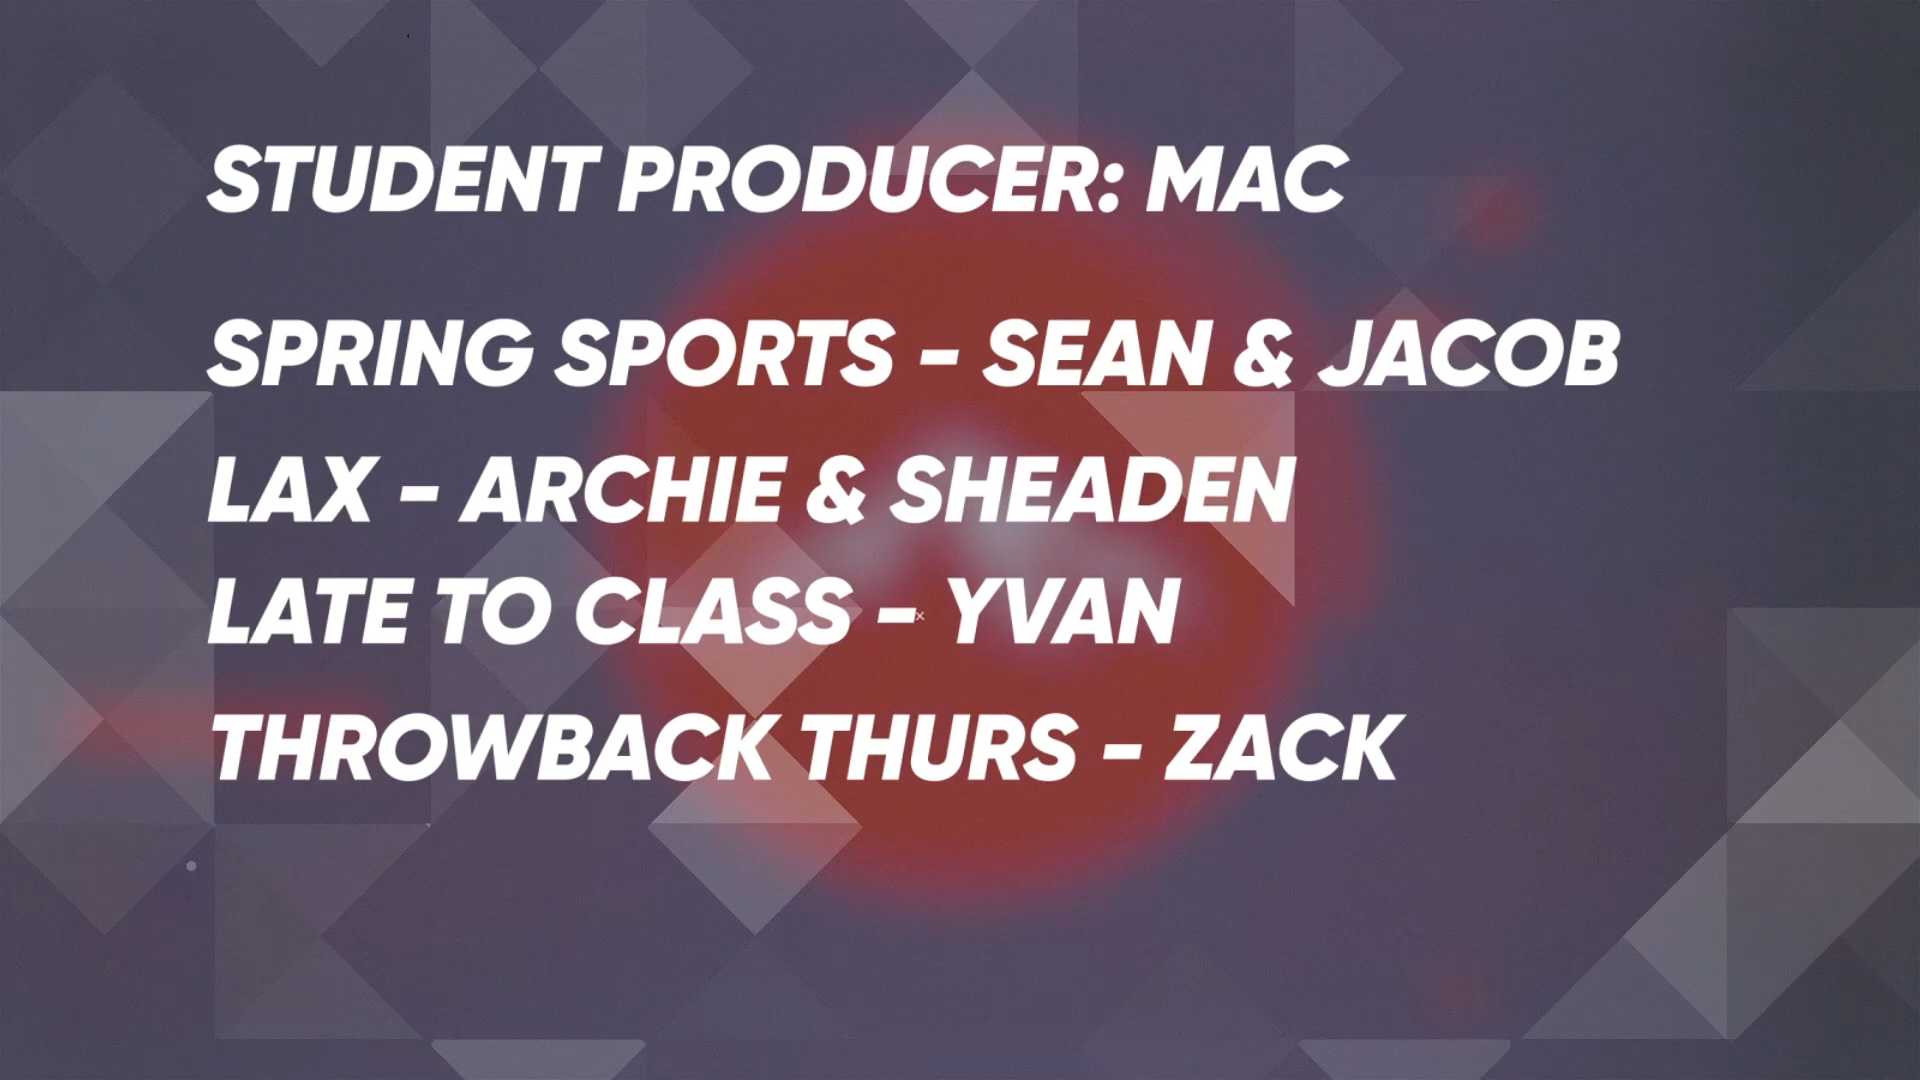 STUDENT PRODUCER: MAC
SPRING SPORTS - SEAN & JACOB
LAX - ARCHIE & SHEADEN
LATE TO CLASS - YVAN
THROWBACK THURS - ZACK